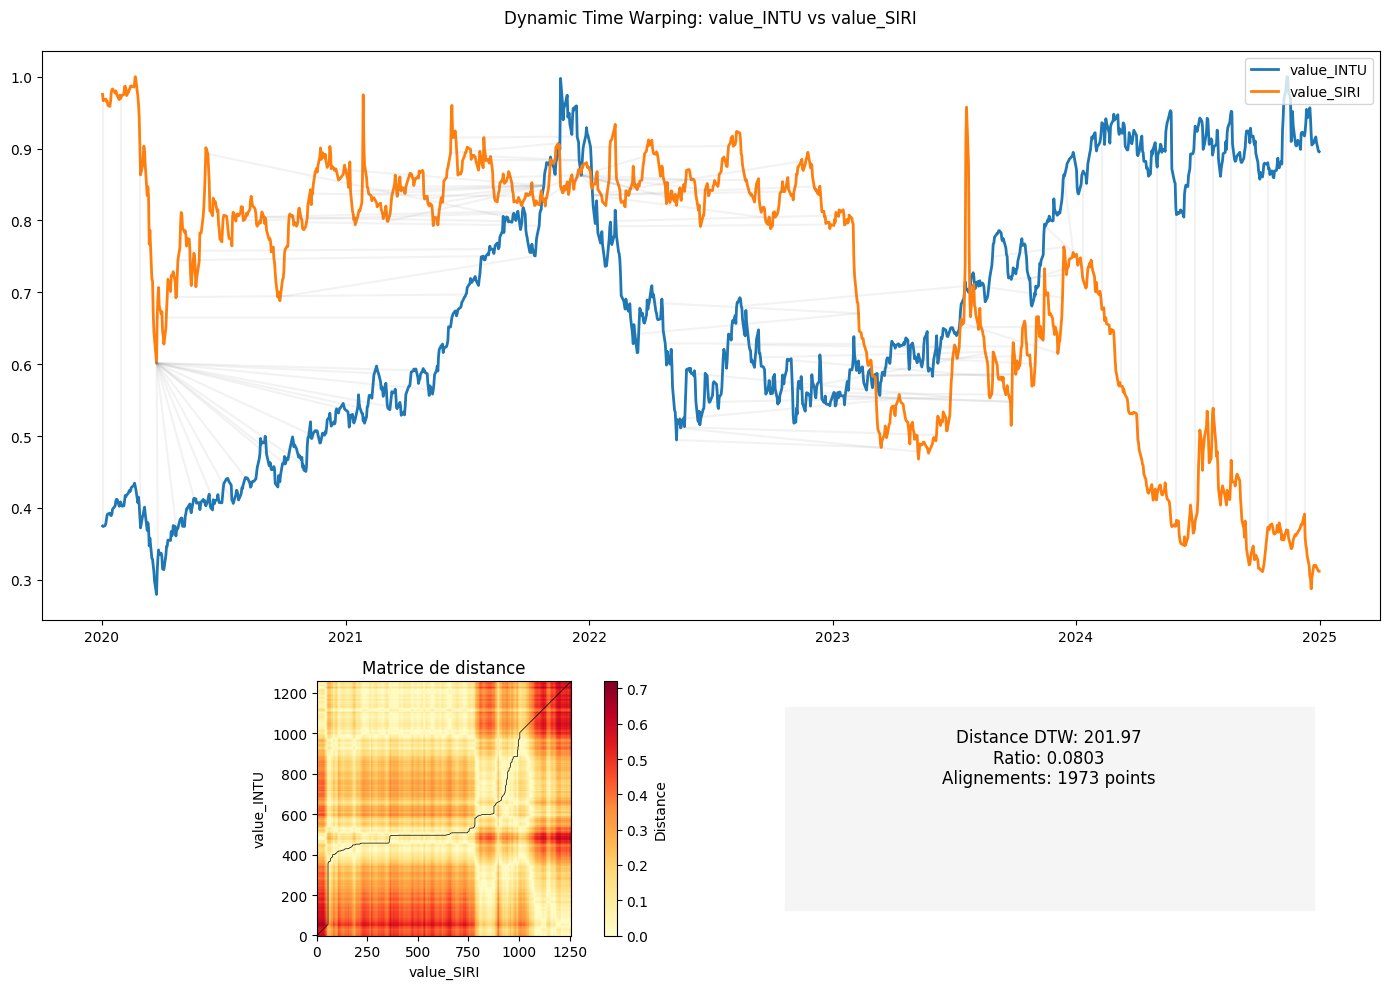 Dynamic Time Warping: value_INTU vs value_SIRI
value_INTU
value_SIRI
1.0
0.9
0.8
0.7
0.6
0.5
0.4
0.3
2020 2021 2022 2023 2024 2025
Matrice de distance
value_INTU
1200
1000
800
600
400
200
0
0 250 500 750 1000 1250
value_SIRI
0.7
0.6
0.5
0.4
0.3
0.2
0.1
0.0
Distance
Distance DTW: 201.97
Ratio: 0.0803
Alignements: 1973 points